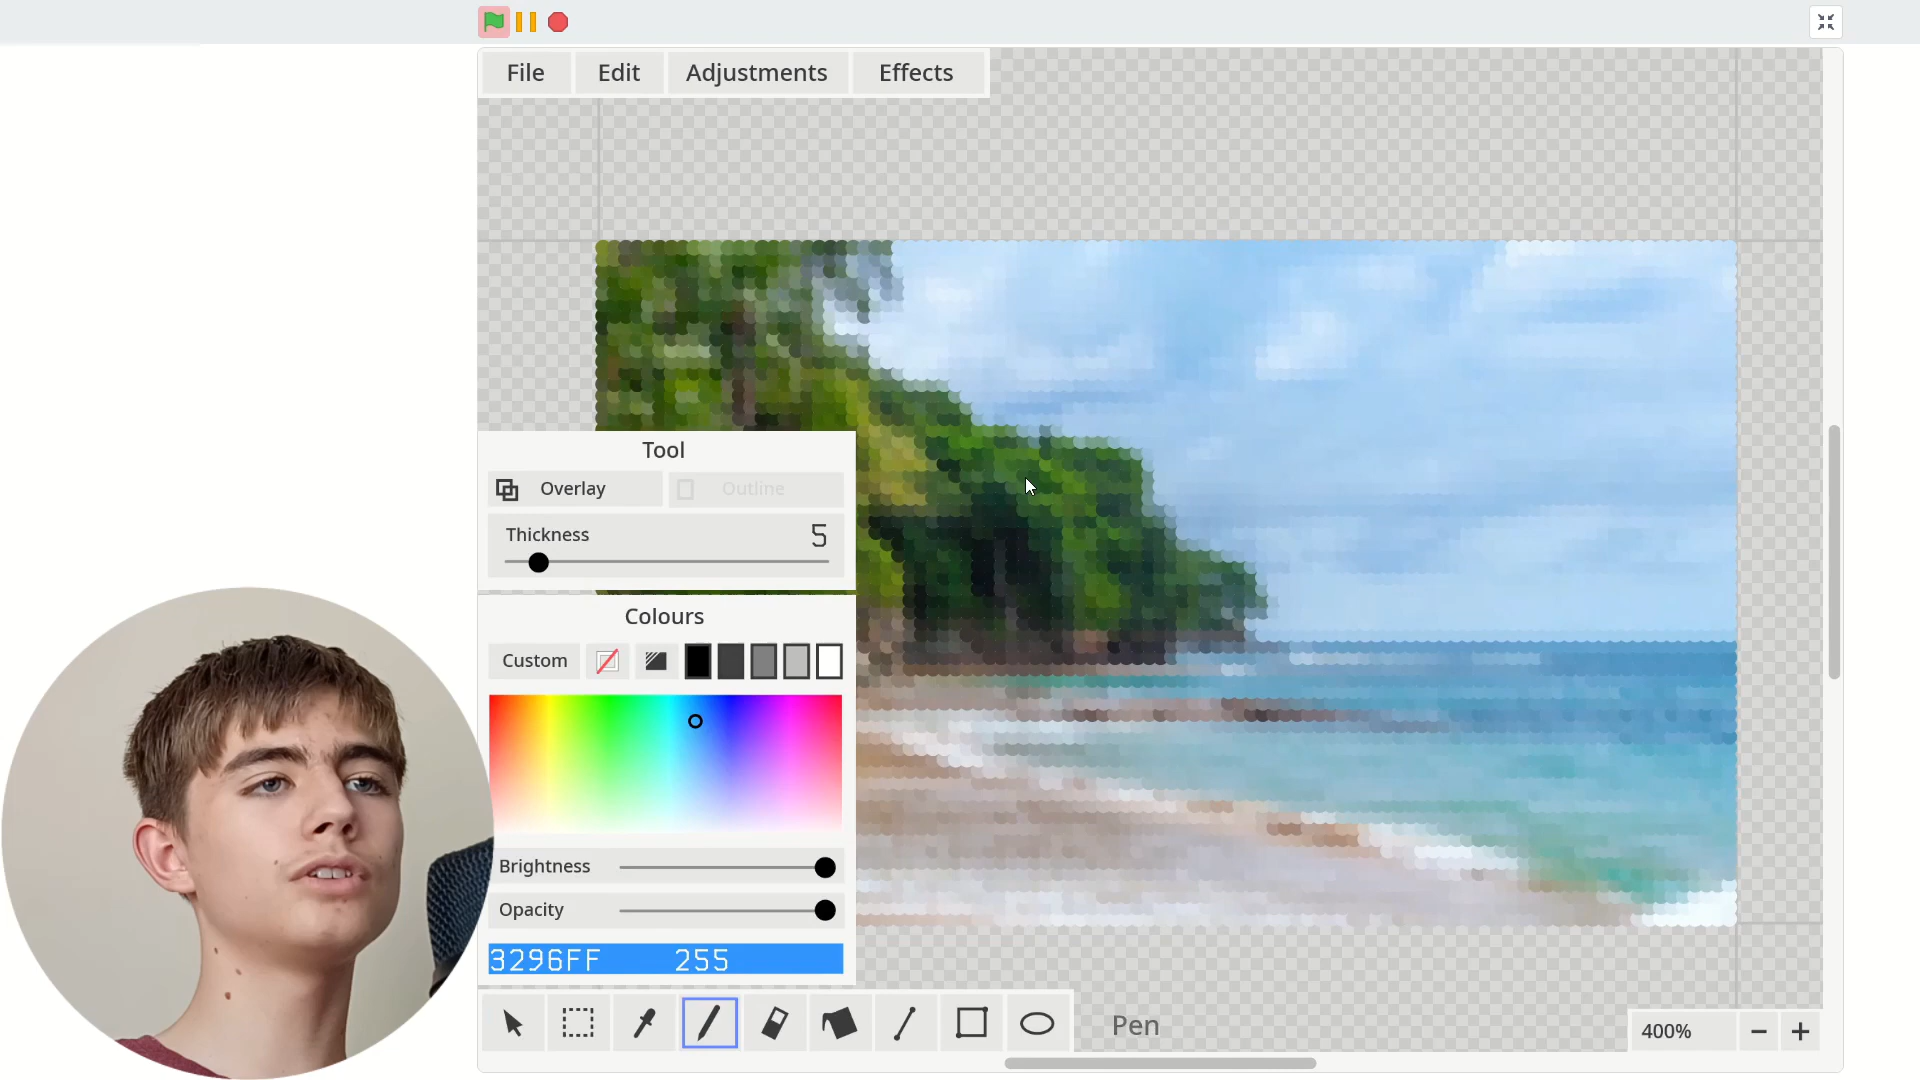 File Edit Adjustments Effects
Tool
Overlay Outline
Thickness 5
Colours
Custom
Brightness
Opacity
3296FF 255
Pen
400% − +